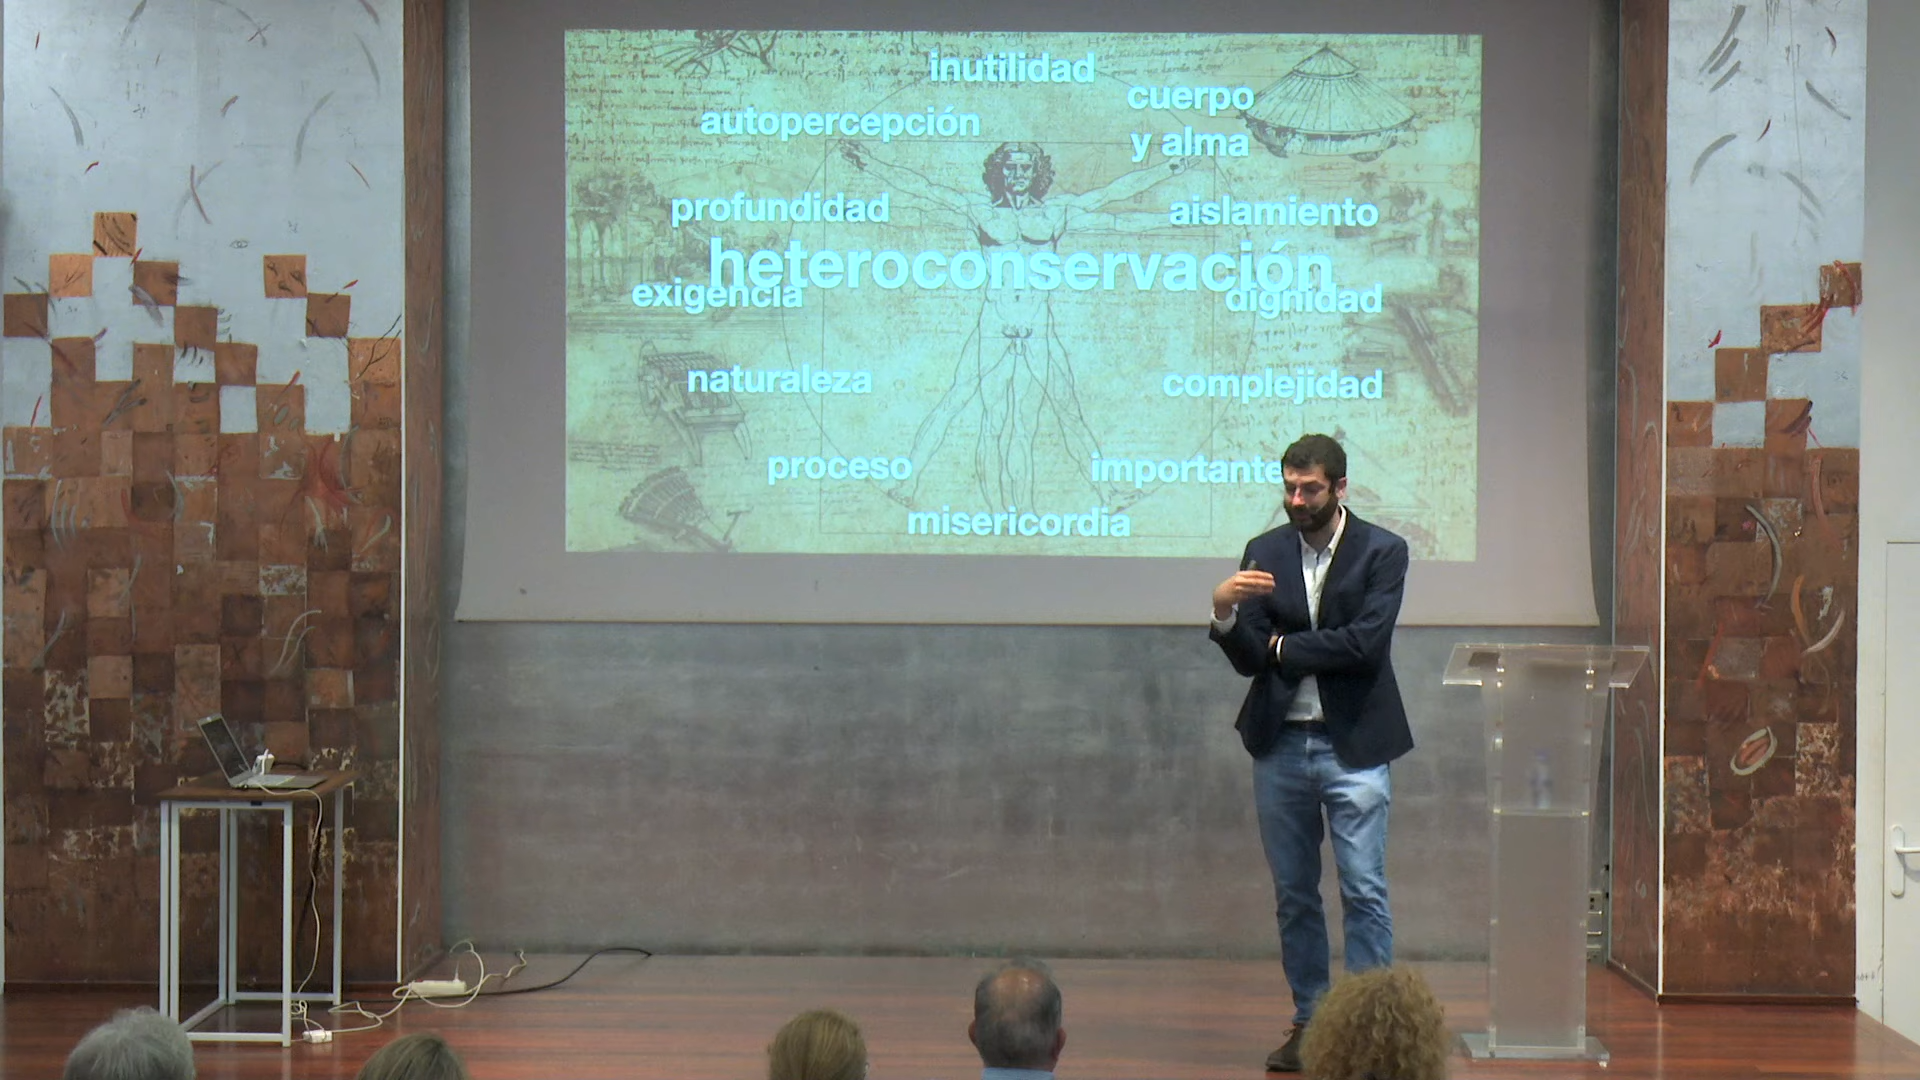 inutilidad
cuerpo
y alma
autopercepción
profundidad
aislamiento
heteroconservación
exigencia
dignidad
naturaleza
complejidad
proceso
importante
misericordia